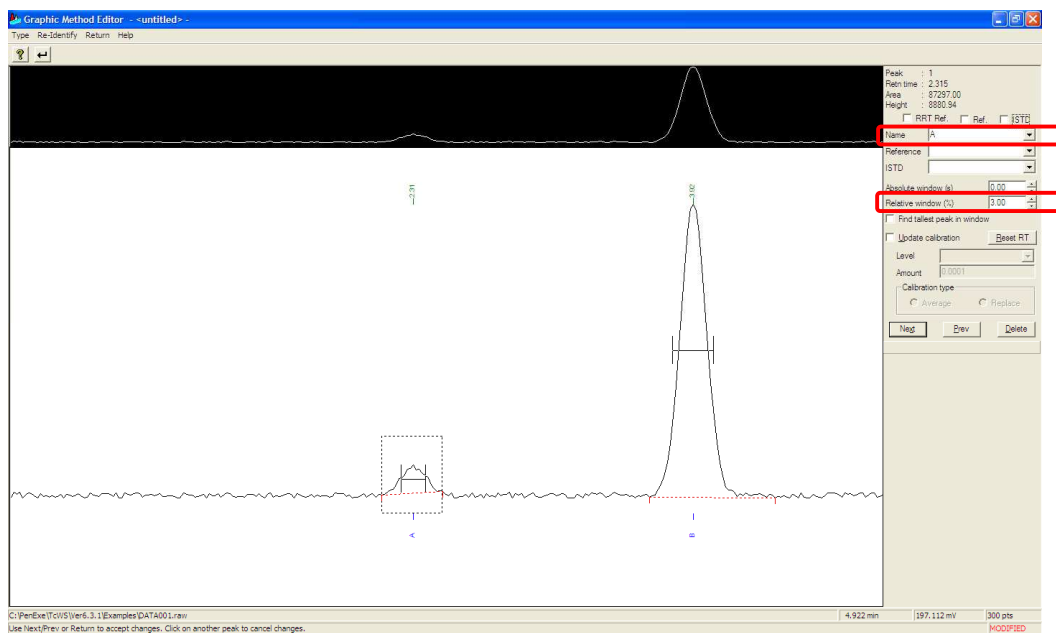 Graphic Method Editor - <untitled> -
Type Re-Identify Return Help
Peak : 1
Retn time : 2.315
Area : 87297.00
Height : 8880.94
RRT Ref. Ref. ISTD
Name A
Reference
ISTD
Absolute window (s) 0.00
Relative window (%) 3.00
Find tallest peak in window
Update calibration Reset RT
Level
Amount 0.0001
Calibration type
Average Replace
Next Prev Delete
2.31
3.92
A
B
C:\PenExe\TcWS\Ver6.3.1\Examples\DATA001.raw 4.922 min 197.112 mV 300 pts
Use Next/Prev or Return to accept changes. Click on another peak to cancel changes. MODIFIED